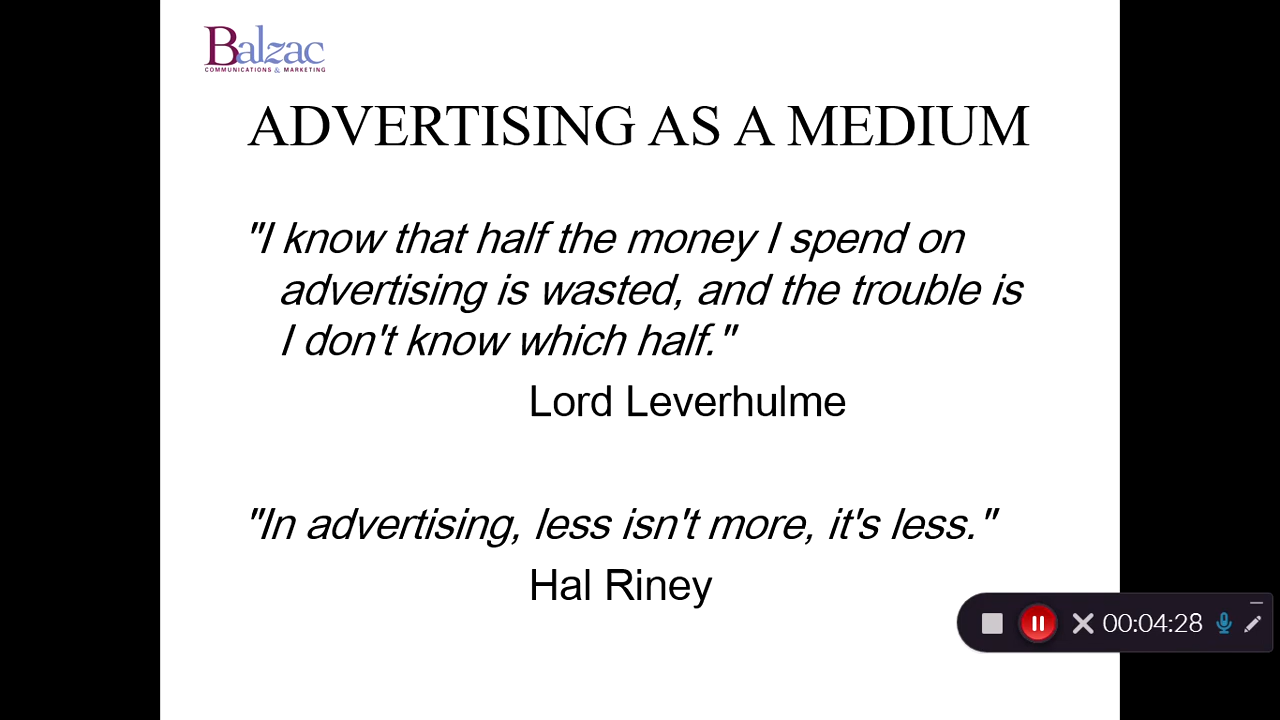 Balzac
COMMUNICATIONS & MARKETING
ADVERTISING AS A MEDIUM
"I know that half the money I spend on
advertising is wasted, and the trouble is
I don't know which half."
Lord Leverhulme
"In advertising, less isn't more, it's less."
Hal Riney
00:04:28